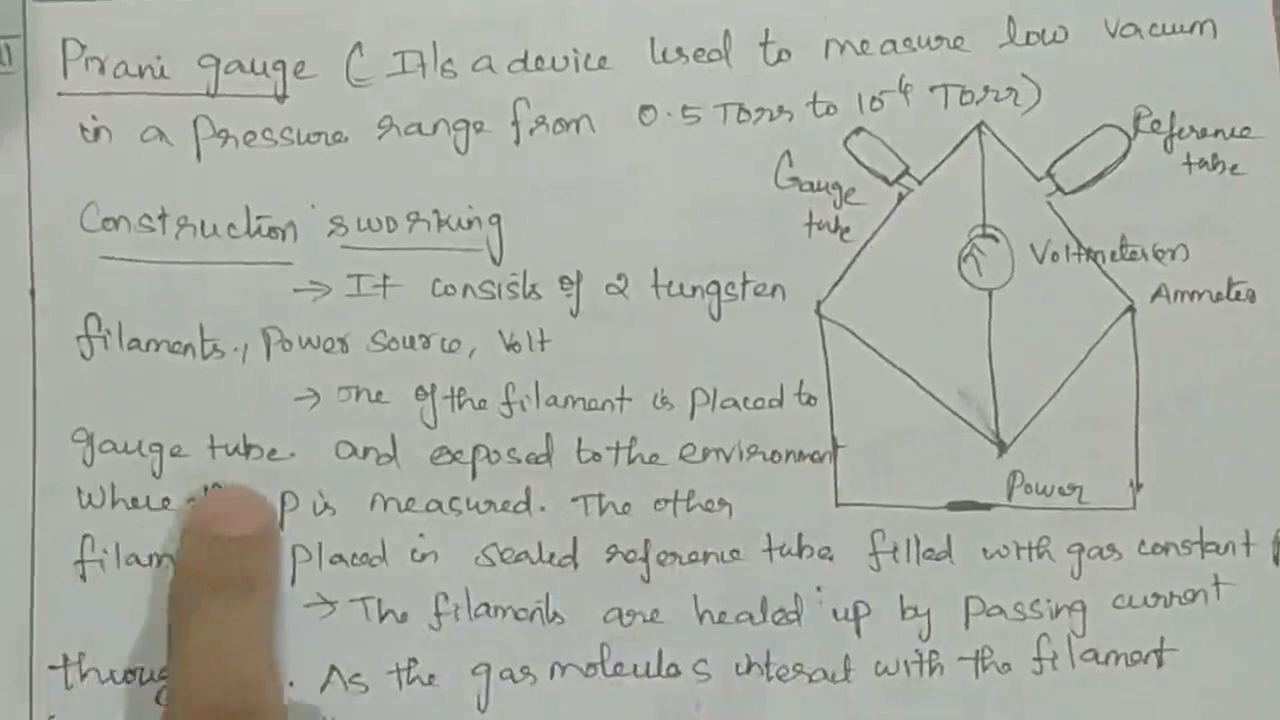 Pirani gauge ( It's a device used to measure low vacuum
in a pressure range from 0.5 Torr to 10⁻⁴ Torr)
Reference
tube
Gauge
tube
Construction & working
→ It consists of 2 tungsten
Voltmeter (or)
Ammeter
filaments, power source, Volt
→ one of the filament is placed to
gauge tube. and exposed to the environment
where P is measured. The other
Power
filam placed in sealed reference tube filled with gas constant
→ The filaments are heated up by passing current
throug . As the gas molecules interact with the filament